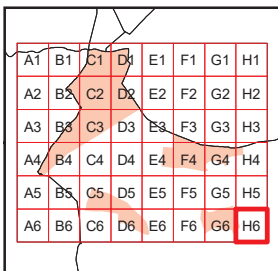 A1 B1 C1 D1 E1 F1 G1 H1
A2 B2 C2 D2 E2 F2 G2 H2
A3 B3 C3 D3 E3 F3 G3 H3
A4 B4 C4 D4 E4 F4 G4 H4
A5 B5 C5 D5 E5 F5 G5 H5
A6 B6 C6 D6 E6 F6 G6 H6